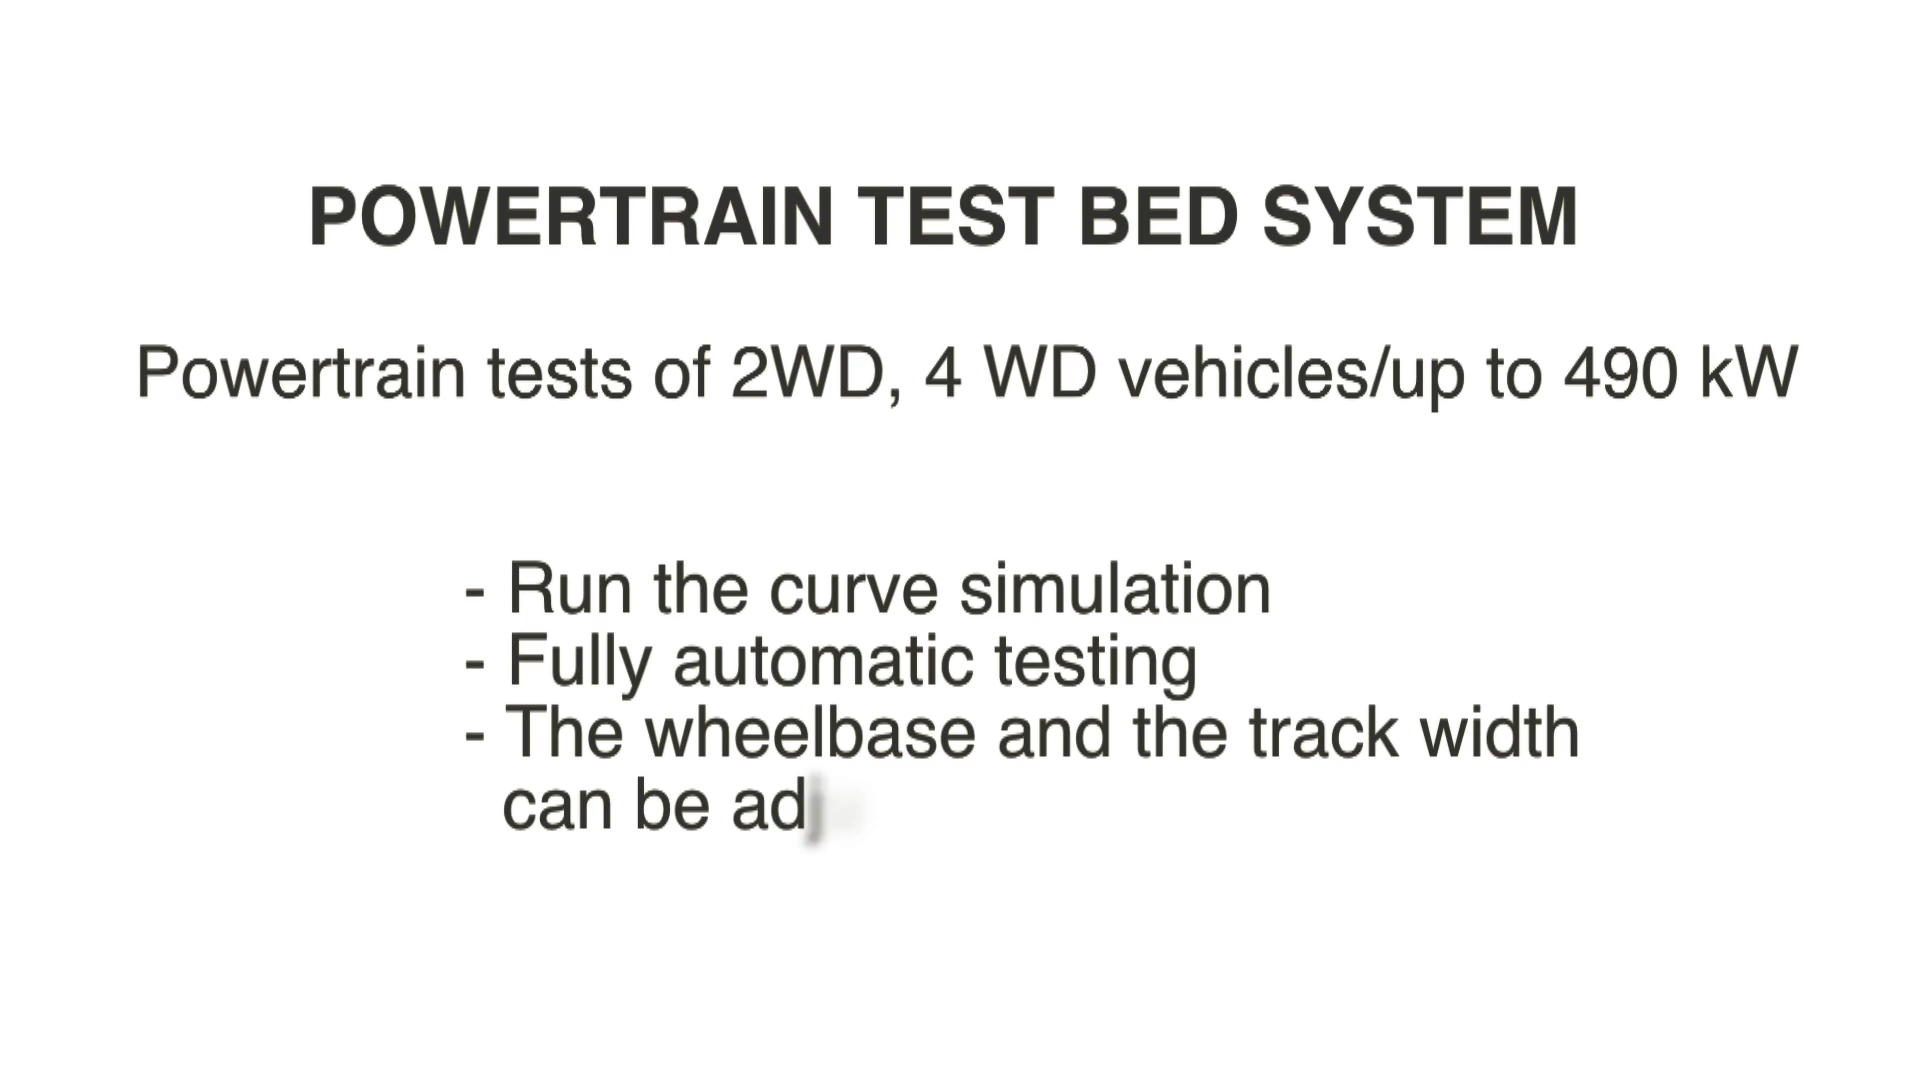 POWERTRAIN TEST BED SYSTEM
Powertrain tests of 2WD, 4 WD vehicles/up to 490 kW
- Run the curve simulation
- Fully automatic testing
- The wheelbase and the track width
can be adj